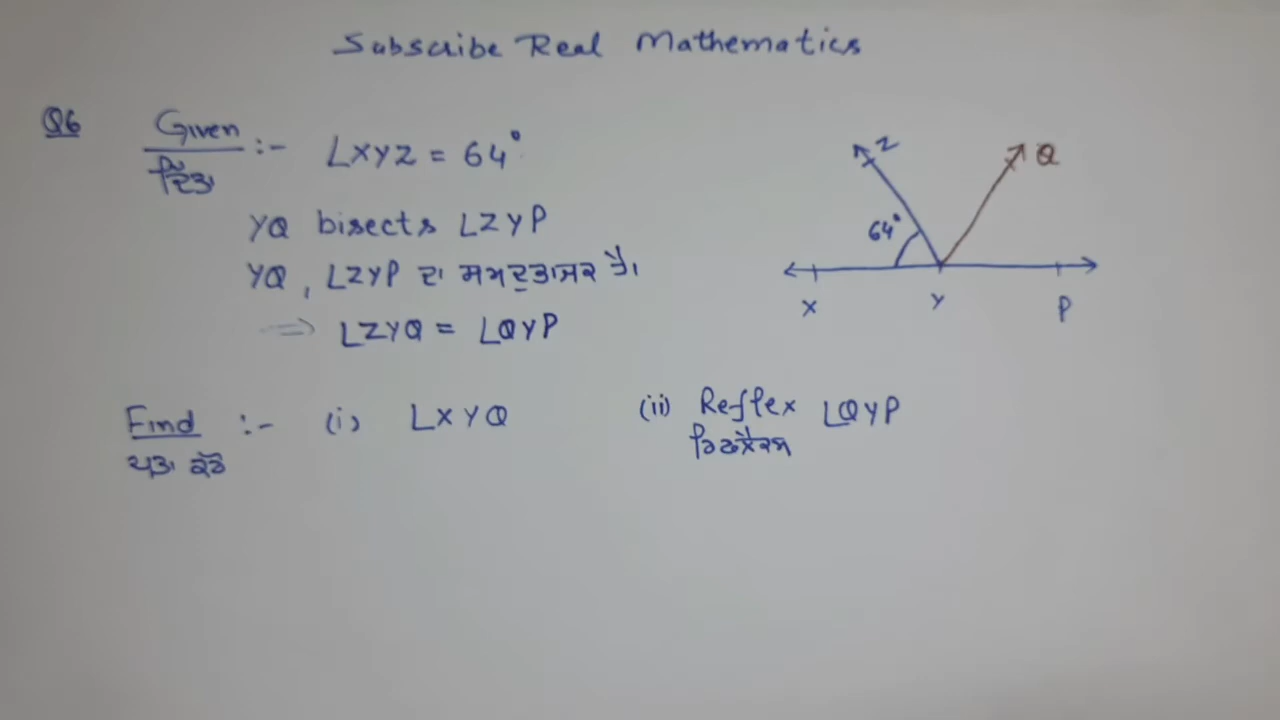 Subscribe Real Mathematics
Q6 Given :- ∠XYZ = 64°
ਦਿੱਤਾ
YQ bisects ∠ZYP
YQ, ∠ZYP ਦਾ ਸਮਦੁਭਾਜਕ ਹੈ।
⇒ ∠ZYQ = ∠QYP
Find :- (i) ∠XYQ (ii) Reflex ∠QYP
ਪਤਾ ਕਰੋ ਰਿਫਲੈਕਸ
Z Q
64°
X Y P